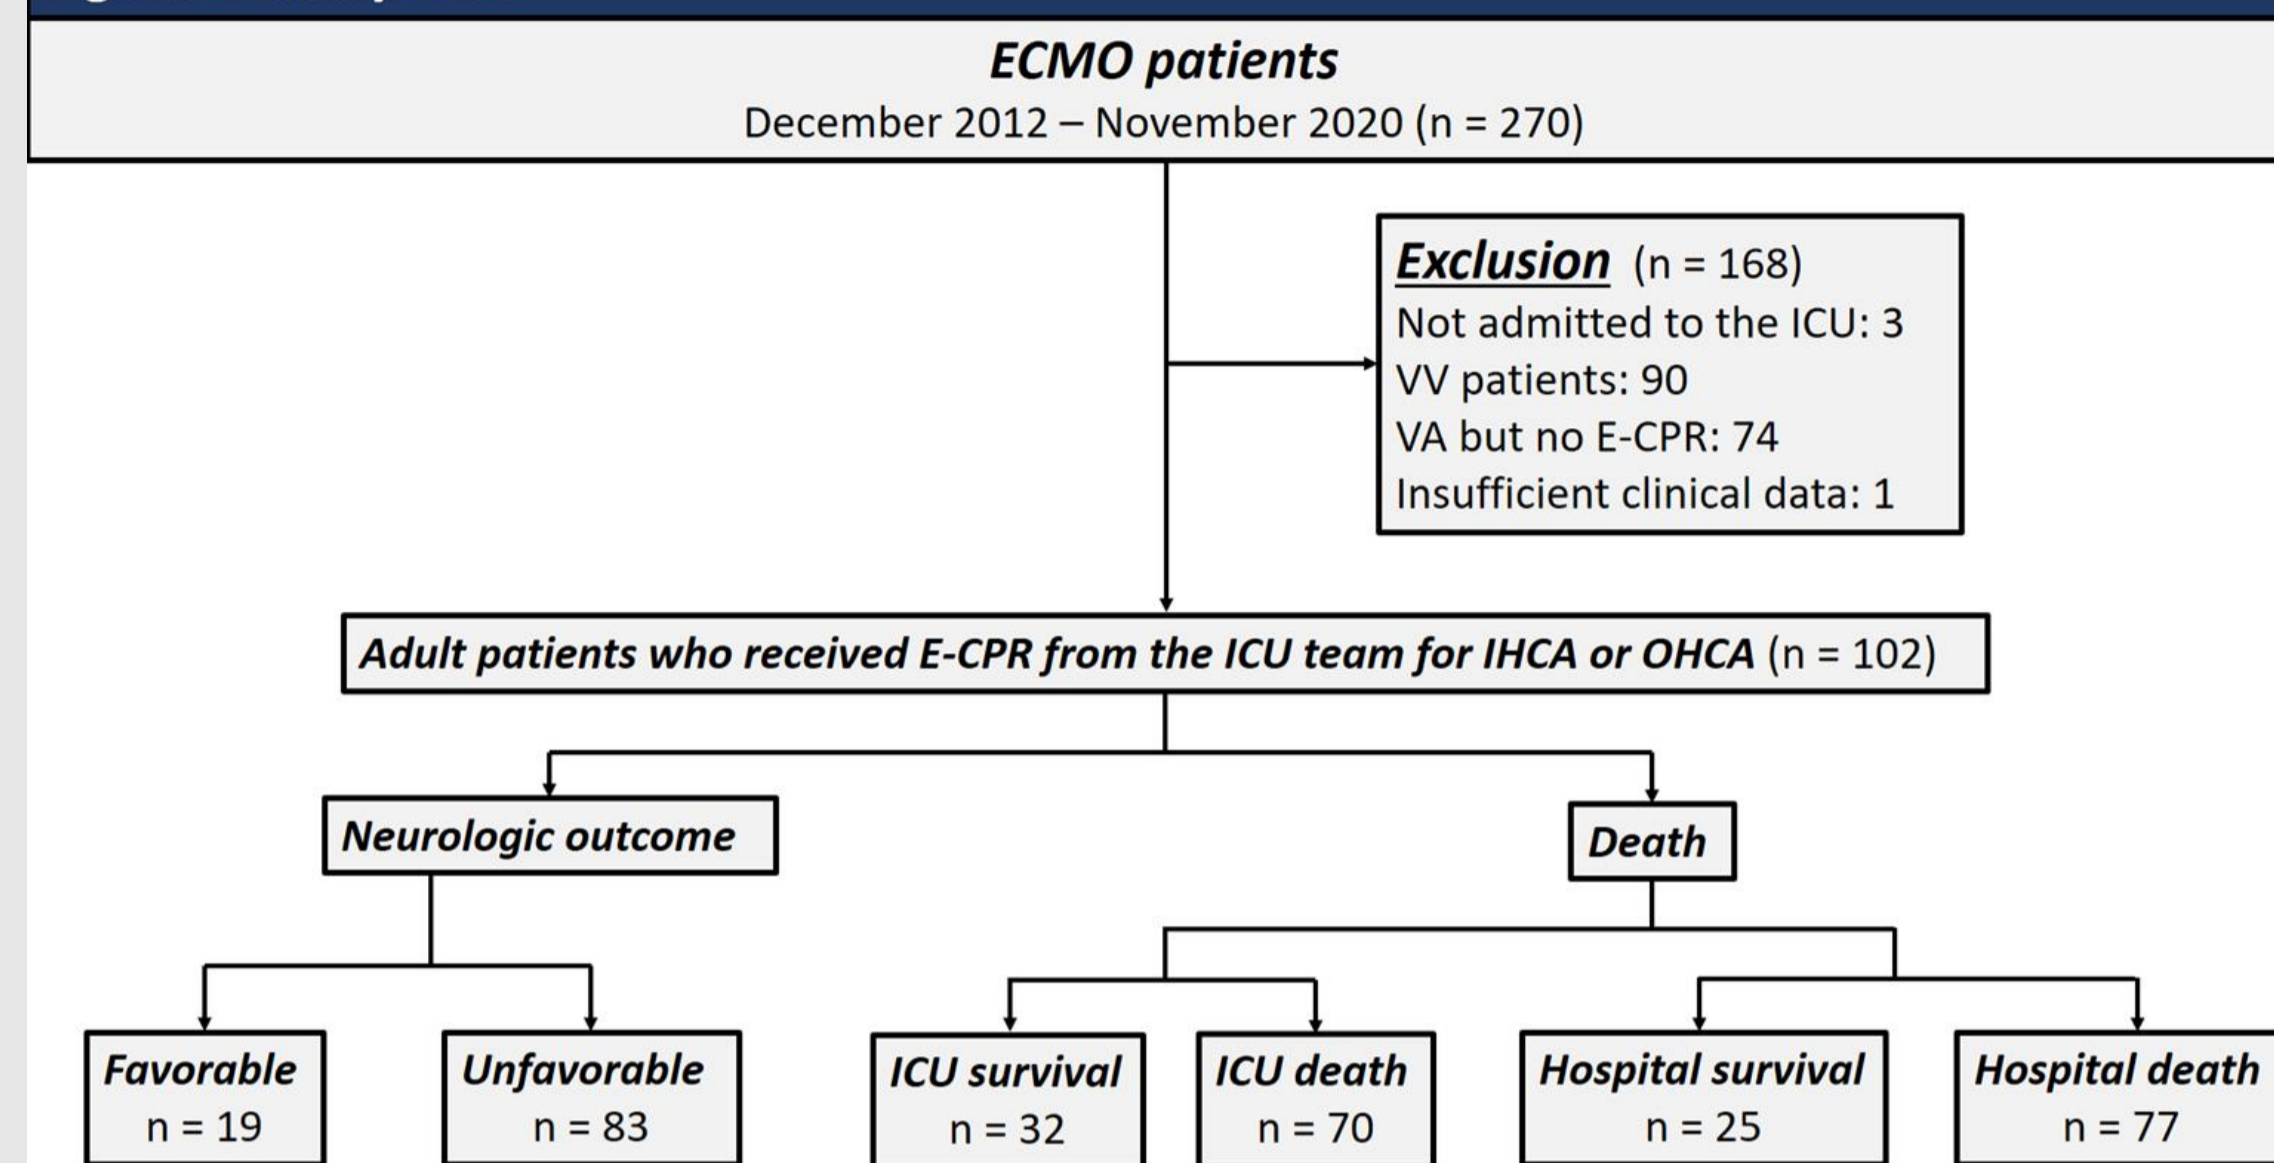 ECMO patients
December 2012 – November 2020 (n = 270)
Exclusion (n = 168)
Not admitted to the ICU: 3
VV patients: 90
VA but no E-CPR: 74
Insufficient clinical data: 1
Adult patients who received E-CPR from the ICU team for IHCA or OHCA (n = 102)
Neurologic outcome
Death
Favorable
n = 19
Unfavorable
n = 83
ICU survival
n = 32
ICU death
n = 70
Hospital survival
n = 25
Hospital death
n = 77